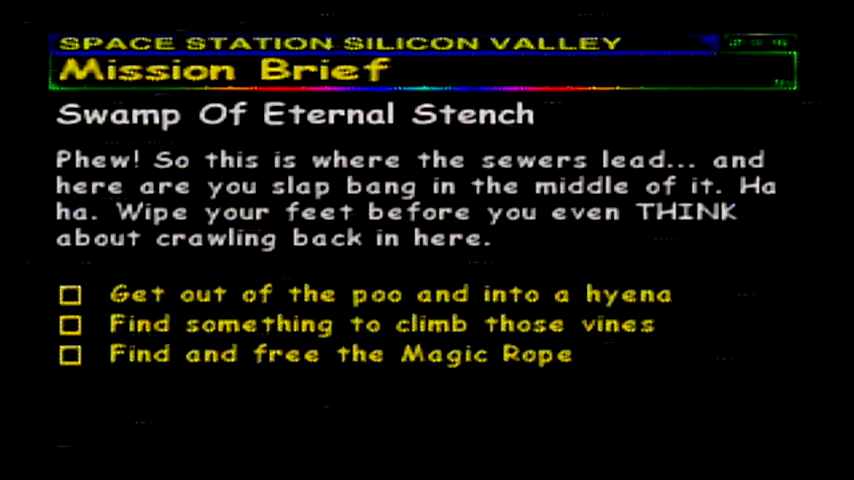 SPACE STATION SILICON VALLEY
Mission Brief
Swamp Of Eternal Stench
Phew! So this is where the sewers lead... and
here are you slap bang in the middle of it. Ha
ha. Wipe your feet before you even THINK
about crawling back in here.
Get out of the poo and into a hyena
Find something to climb those vines
Find and free the Magic Rope